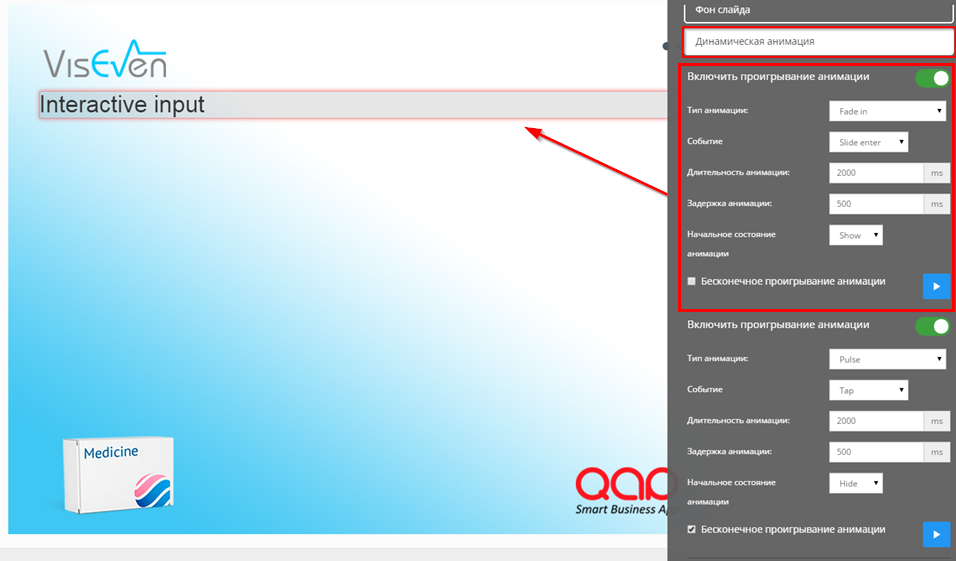 VisEven
Interactive input
Medicine
QAP
Smart Business App
Фон слайда
Динамическая анимация
Включить проигрывание анимации
Тип анимации: Fade in
Событие Slide enter
Длительность анимации: 2000 ms
Задержка анимации: 500 ms
Начальное состояние Show
анимации
Бесконечное проигрывание анимации
Включить проигрывание анимации
Тип анимации: Pulse
Событие Tap
Длительность анимации: 2000 ms
Задержка анимации: 500 ms
Начальное состояние Hide
анимации
Бесконечное проигрывание анимации